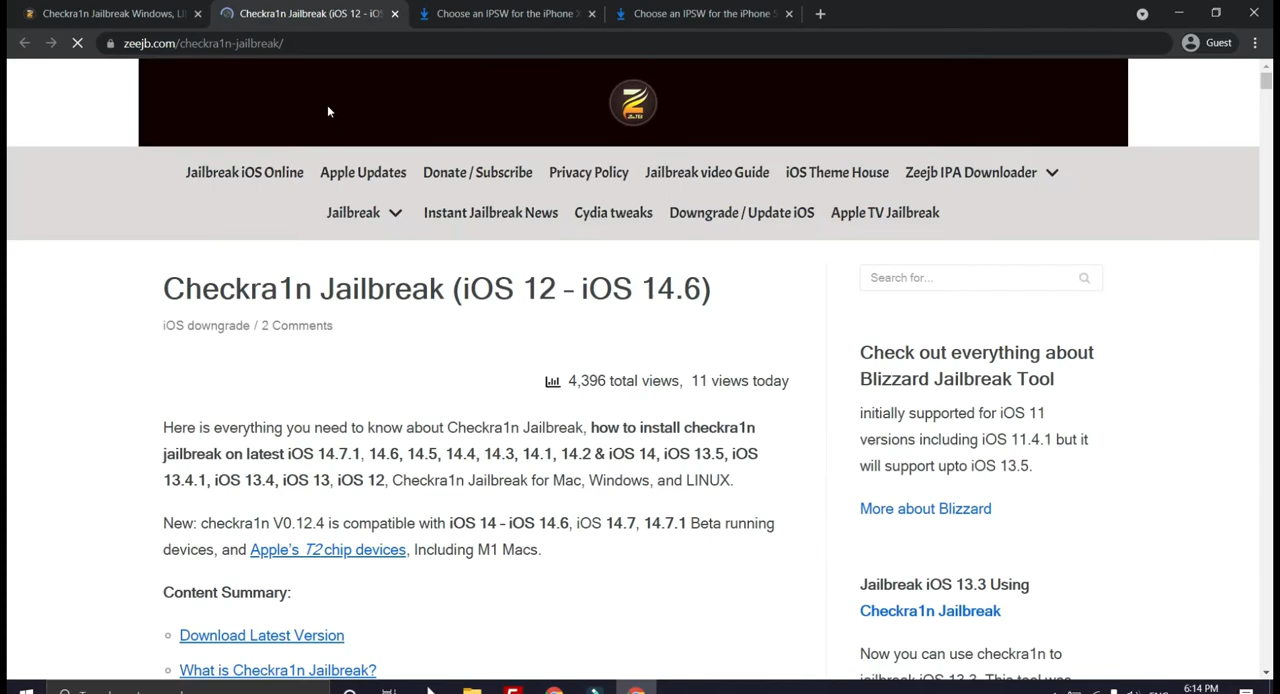 Checkra1n Jailbreak Windows, LI
Checkra1n Jailbreak (iOS 12 - iOS
Choose an IPSW for the iPhone
Choose an IPSW for the iPhone
zeejb.com/checkra1n-jailbreak/
Guest
Jailbreak iOS Online
Apple Updates
Donate / Subscribe
Privacy Policy
Jailbreak video Guide
iOS Theme House
Zeejb IPA Downloader
Jailbreak
Instant Jailbreak News
Cydia tweaks
Downgrade / Update iOS
Apple TV Jailbreak
Checkra1n Jailbreak (iOS 12 – iOS 14.6)
iOS downgrade / 2 Comments
4,396 total views, 11 views today
Here is everything you need to know about Checkra1n Jailbreak, how to install checkra1n
jailbreak on latest iOS 14.7.1, 14.6, 14.5, 14.4, 14.3, 14.1, 14.2 & iOS 14, iOS 13.5, iOS
13.4.1, iOS 13.4, iOS 13, iOS 12, Checkra1n Jailbreak for Mac, Windows, and LINUX.
New: checkra1n V0.12.4 is compatible with iOS 14 – iOS 14.6, iOS 14.7, 14.7.1 Beta running
devices, and Apple's T2 chip devices, Including M1 Macs.
Content Summary:
Download Latest Version
What is Checkra1n Jailbreak?
Search for...
Check out everything about
Blizzard Jailbreak Tool
initially supported for iOS 11
versions including iOS 11.4.1 but it
will support upto iOS 13.5.
More about Blizzard
Jailbreak iOS 13.3 Using
Checkra1n Jailbreak
Now you can use checkra1n to
jailbreak iOS 13.3. This tool was
6:14 PM